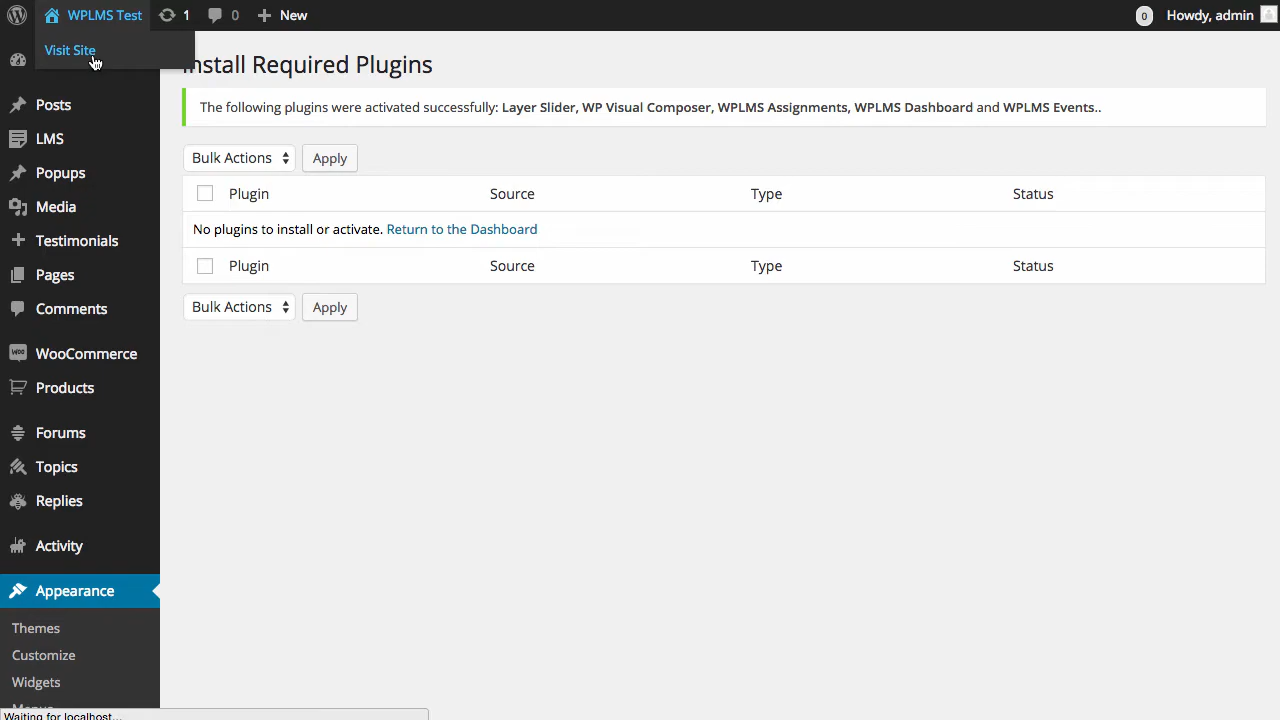 WPLMS Test 1 0 New 0 Howdy, admin
Visit Site
Install Required Plugins
The following plugins were activated successfully: Layer Slider, WP Visual Composer, WPLMS Assignments, WPLMS Dashboard and WPLMS Events..
Bulk Actions Apply
Plugin Source Type Status
No plugins to install or activate. Return to the Dashboard
Plugin Source Type Status
Bulk Actions Apply
Posts
LMS
Popups
Media
Testimonials
Pages
Comments
WooCommerce
Products
Forums
Topics
Replies
Activity
Appearance
Themes
Customize
Widgets
Menus
Waiting for localhost...